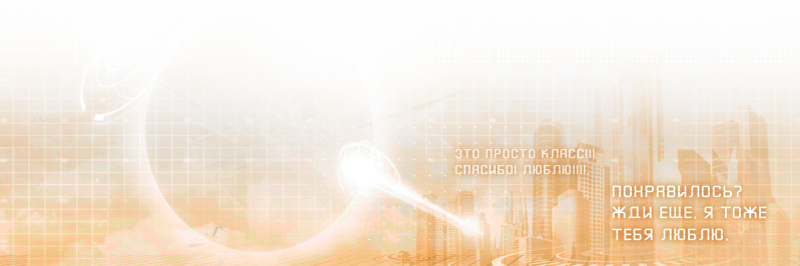 ЭТО ПРОСТО КЛАСС!!!
СПАСИБО! ЛЮБЛЮ!!!!.
ПОНРАВИЛОСЬ?
ЖДИ ЕЩЕ. Я ТОЖЕ
ТЕБЯ ЛЮБЛЮ.